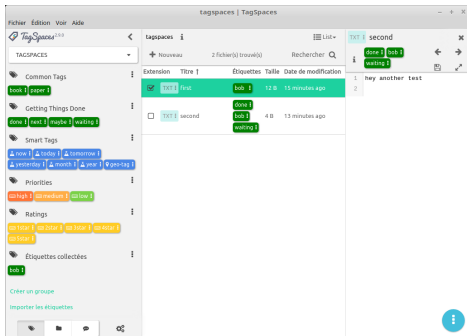 tagspaces | TagSpaces
Fichier Édition Voir Aide
TagSpaces
TAGSPACES
Common Tags
book paper
Getting Things Done
done next maybe waiting
Smart Tags
now today tomorrow
yesterday month year geo-tag
Priorities
high medium low
Ratings
Étiquettes collectées
bob
Créer un groupe
Importer les étiquettes
tagspaces
List
Nouveau 2 fichier(s) trouvé(s) Rechercher
Extension Titre ↑ Étiquettes Taille Date de modification
TXT first bob 12 B 15 minutes ago
done
TXT second bob 4 B 13 minutes ago
waiting
TXT second
done bob
waiting
1 hey another test
2